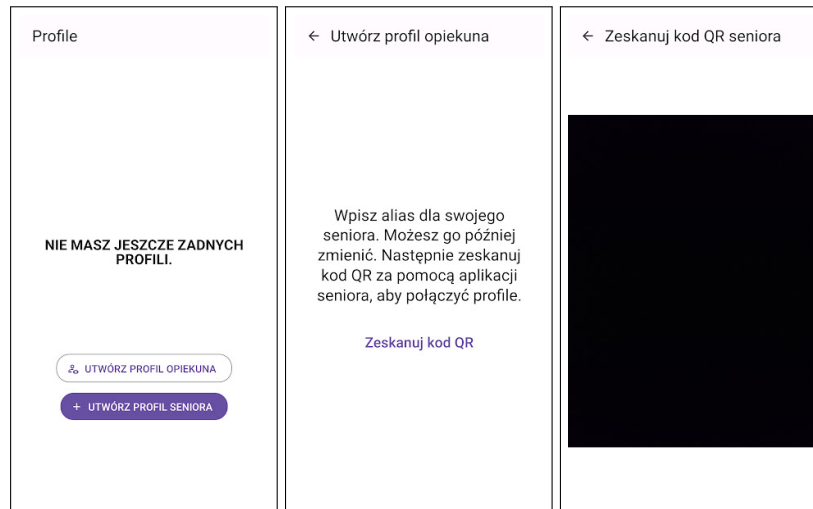 Profile
NIE MASZ JESZCZE ZADNYCH
PROFILI.
UTWÓRZ PROFIL OPIEKUNA
+ UTWÓRZ PROFIL SENIORA
← Utwórz profil opiekuna
Wpisz alias dla swojego
seniora. Możesz go później
zmienić. Następnie zeskanuj
kod QR za pomocą aplikacji
seniora, aby połączyć profile.
Zeskanuj kod QR
← Zeskanuj kod QR seniora